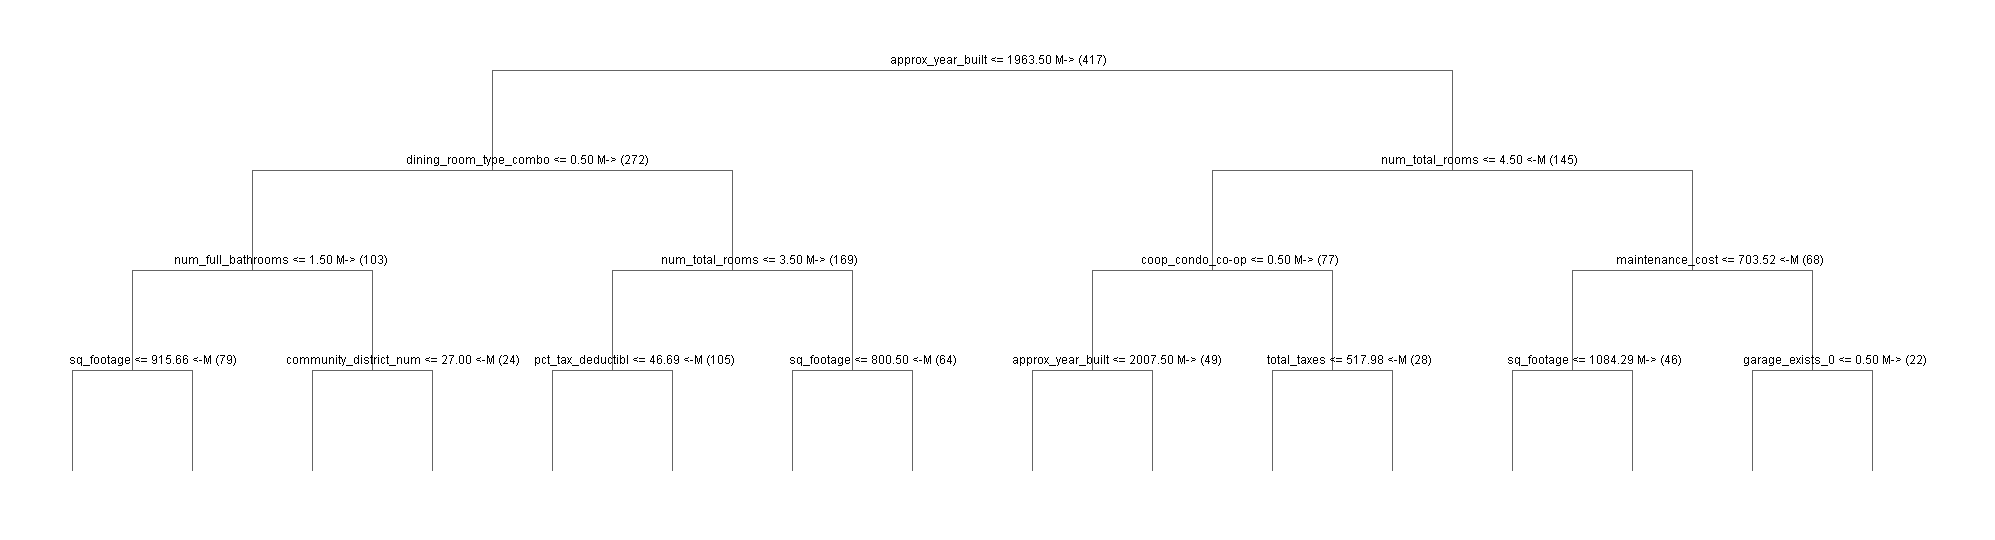 approx_year_built <= 1963.50 M-> (417)
dining_room_type_combo <= 0.50 M-> (272)
num_total_rooms <= 4.50 <-M (145)
num_full_bathrooms <= 1.50 M-> (103)
num_total_rooms <= 3.50 M-> (169)
coop_condo_co-op <= 0.50 M-> (77)
maintenance_cost <= 703.52 <-M (68)
sq_footage <= 915.66 <-M (79)
community_district_num <= 27.00 <-M (24)
pct_tax_deductibl <= 46.69 <-M (105)
sq_footage <= 800.50 <-M (64)
approx_year_built <= 2007.50 M-> (49)
total_taxes <= 517.98 <-M (28)
sq_footage <= 1084.29 M-> (46)
garage_exists_0 <= 0.50 M-> (22)